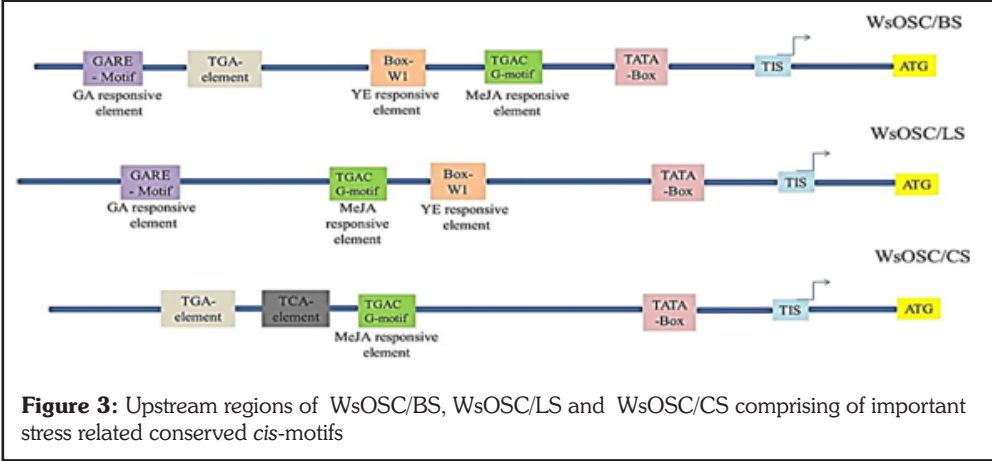 WsOSC/BS
GARE
- Motif
TGA-
element
Box-
W1
TGAC
G-motif
TATA
-Box
TIS
ATG
GA responsive
element
YE responsive
element
MeJA responsive
element
WsOSC/LS
GARE
- Motif
TGAC
G-motif
Box-
W1
TATA
-Box
TIS
ATG
GA responsive element
MeJA
responsive
element
YE responsive
element
WsOSC/CS
TGA-
element
TCA-
element
TGAC
G-motif
TATA
-Box
TIS
ATG
MeJA responsive
element
Figure 3: Upstream regions of WsOSC/BS, WsOSC/LS and WsOSC/CS comprising of important
stress related conserved cis-motifs